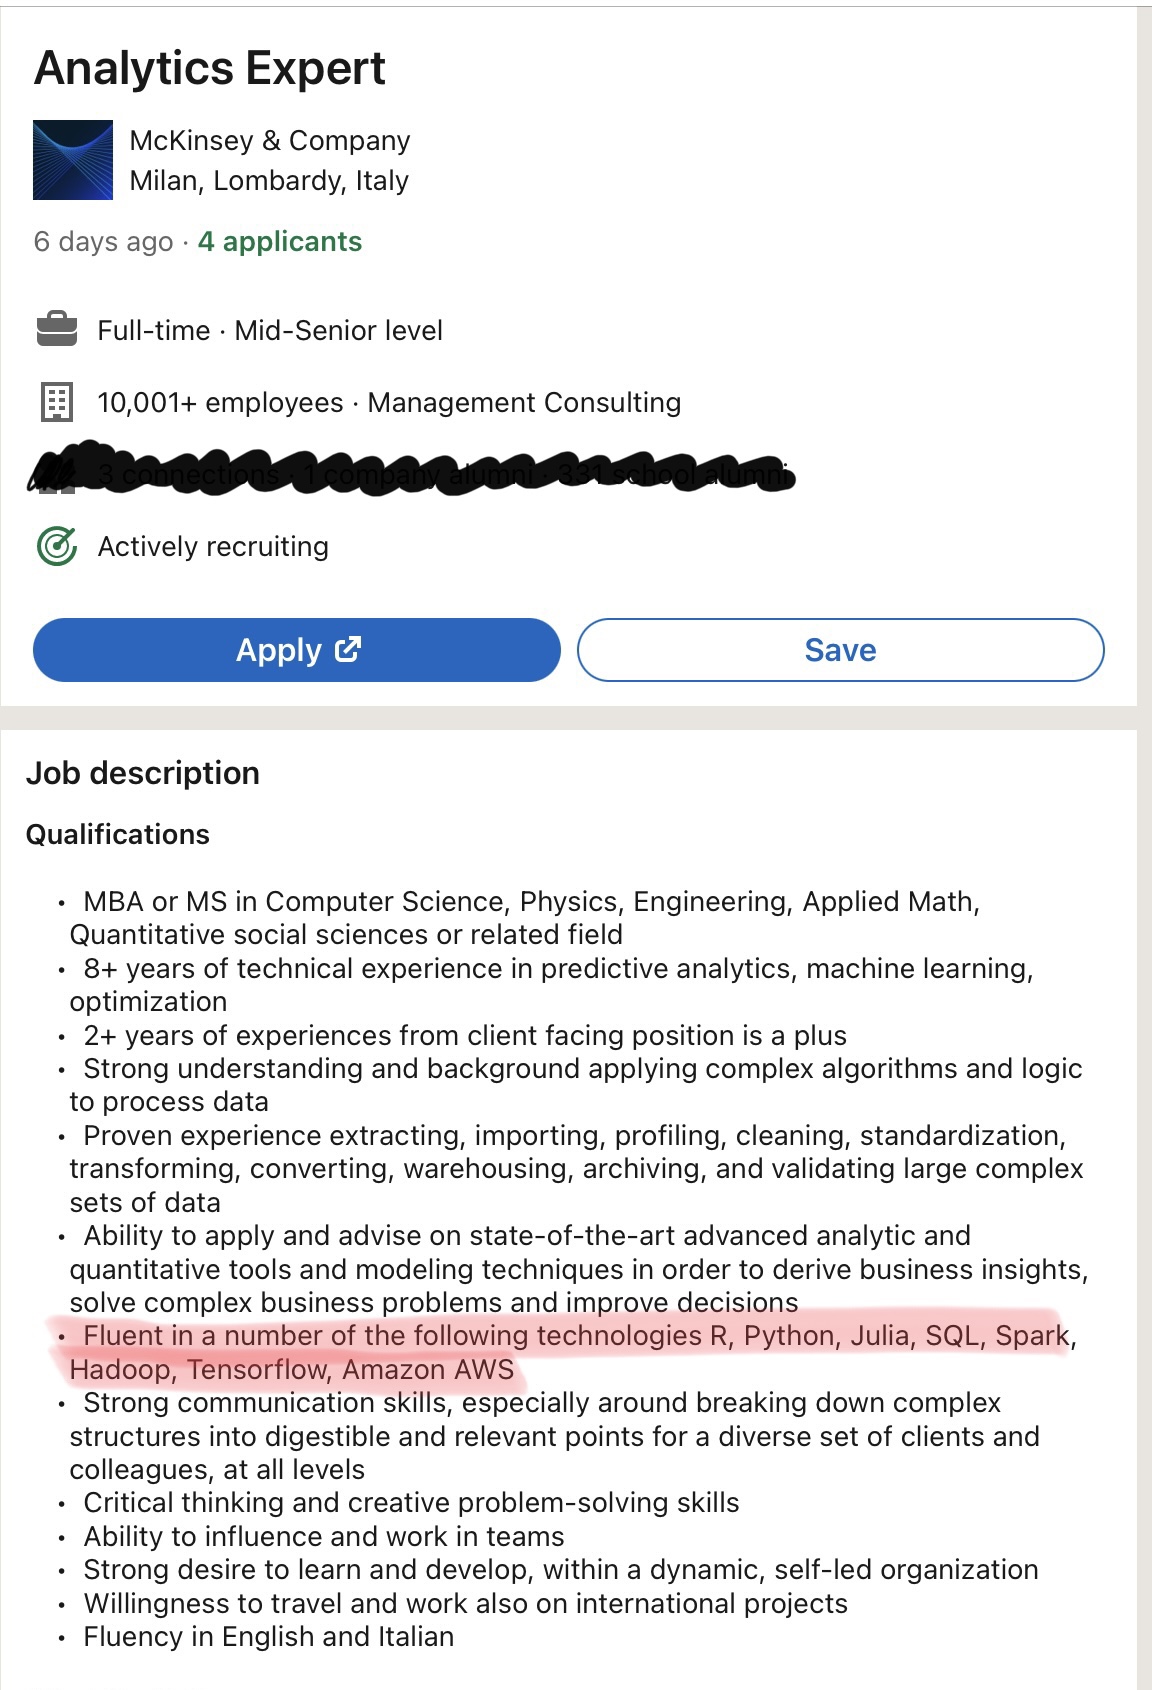 Analytics Expert
McKinsey & Company
Milan, Lombardy, Italy
6 days ago · 4 applicants
Full-time · Mid-Senior level
10,001+ employees · Management Consulting
3 connections · 1 company alumni · 331 school alumni
Actively recruiting
Apply
Save
Job description
Qualifications
• MBA or MS in Computer Science, Physics, Engineering, Applied Math,
Quantitative social sciences or related field
• 8+ years of technical experience in predictive analytics, machine learning,
optimization
• 2+ years of experiences from client facing position is a plus
• Strong understanding and background applying complex algorithms and logic
to process data
• Proven experience extracting, importing, profiling, cleaning, standardization,
transforming, converting, warehousing, archiving, and validating large complex
sets of data
• Ability to apply and advise on state-of-the-art advanced analytic and
quantitative tools and modeling techniques in order to derive business insights,
solve complex business problems and improve decisions
• Fluent in a number of the following technologies R, Python, Julia, SQL, Spark,
Hadoop, Tensorflow, Amazon AWS
• Strong communication skills, especially around breaking down complex
structures into digestible and relevant points for a diverse set of clients and
colleagues, at all levels
• Critical thinking and creative problem-solving skills
• Ability to influence and work in teams
• Strong desire to learn and develop, within a dynamic, self-led organization
• Willingness to travel and work also on international projects
• Fluency in English and Italian